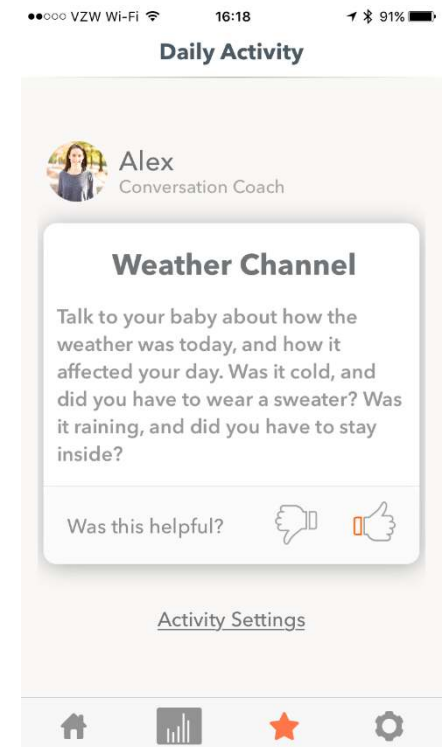 VZW Wi-Fi 16:18 91%
Daily Activity
Alex
Conversation Coach
Weather Channel
Talk to your baby about how the
weather was today, and how it
affected your day. Was it cold, and
did you have to wear a sweater? Was
it raining, and did you have to stay
inside?
Was this helpful?
Activity Settings